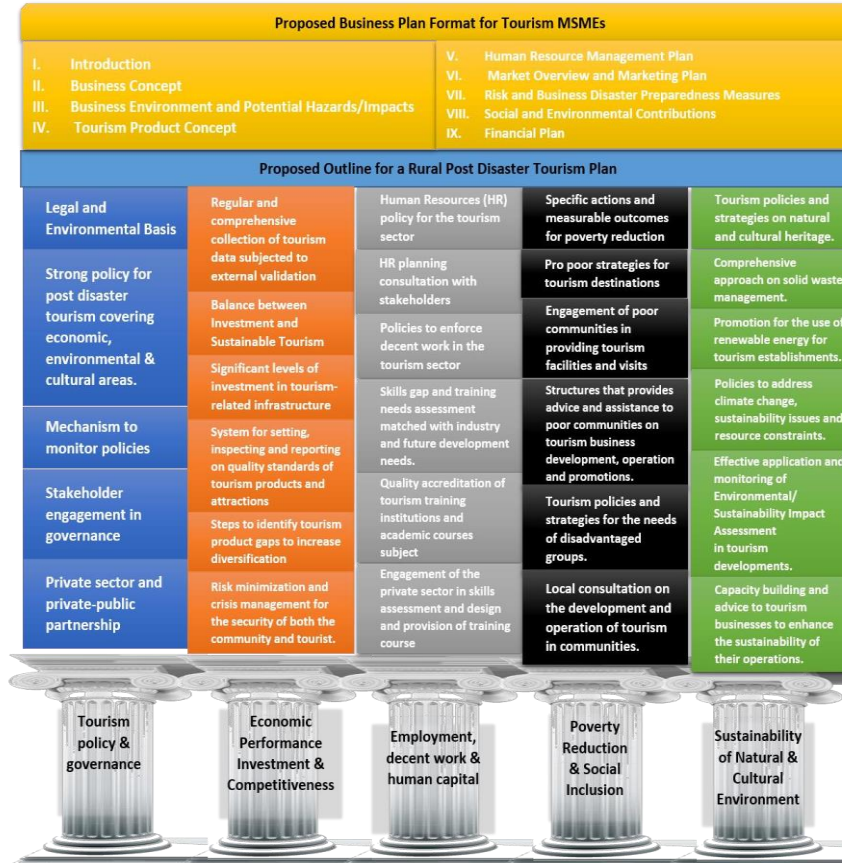 Proposed Business Plan Format for Tourism MSMEs
I. Introduction
II. Business Concept
III. Business Environment and Potential Hazards/Impacts
IV. Tourism Product Concept
V. Human Resource Management Plan
VI. Market Overview and Marketing Plan
VII. Risk and Business Disaster Preparedness Measures
VIII. Social and Environmental Contributions
IX. Financial Plan
Proposed Outline for a Rural Post Disaster Tourism Plan
Legal and
Environmental Basis
Strong policy for
post disaster
tourism covering
economic,
environmental &
cultural areas.
Mechanism to
monitor policies
Stakeholder
engagement in
governance
Private sector and
private-public
partnership
Regular and
comprehensive
collection of tourism
data subjected to
external validation
Balance between
Investment and
Sustainable Tourism
Significant levels of
investment in tourism-
related infrastructure
System for setting,
inspecting and reporting
on quality standards of
tourism products and
attractions
Steps to identify tourism
product gaps to increase
diversification
Risk minimization and
crisis management for
the security of both the
community and tourist.
Human Resources (HR)
policy for the tourism
sector
HR planning
consultation with
stakeholders
Policies to enforce
decent work in the
tourism sector
Skills gap and training
needs assessment
matched with industry
and future development
needs.
Quality accreditation of
tourism training
institutions and
academic courses
subject
Engagement of the
private sector in skills
assessment and design
and provision of training
course
Specific actions and
measurable outcomes
for poverty reduction
Pro poor strategies for
tourism destinations
Engagement of poor
communities in
providing tourism
facilities and visits
Structures that provides
advice and assistance to
poor communities on
tourism business
development, operation
and promotions.
Tourism policies and
strategies for the needs
of disadvantaged
groups.
Local consultation on
the development and
operation of tourism
in communities.
Tourism policies and
strategies on natural
and cultural heritage.
Comprehensive
approach on solid waste
management.
Promotion for the use of
renewable energy for
tourism establishments.
Policies to address
climate change,
sustainability issues and
resource constraints.
Effective application and
monitoring of
Environmental/
Sustainability Impact
Assessment
in tourism
developments.
Capacity building and
advice to tourism
businesses to enhance
the sustainability of
their operations.
Tourism
policy &
governance
Economic
Performance
Investment &
Competitiveness
Employment,
decent work &
human capital
Poverty
Reduction
& Social
Inclusion
Sustainability
of Natural &
Cultural
Environment